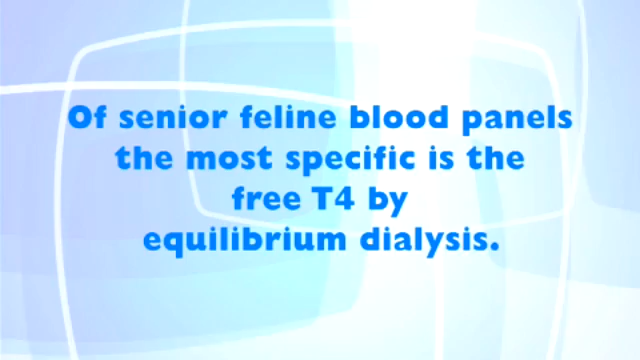 Of senior feline blood panels
the most specific is the
free T4 by
equilibrium dialysis.